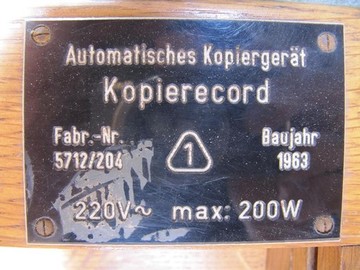 Automatisches Kopiergerät
Kopierecord
Fabr.-Nr. Baujahr
5712/204 1 1963
220V~ max: 200W